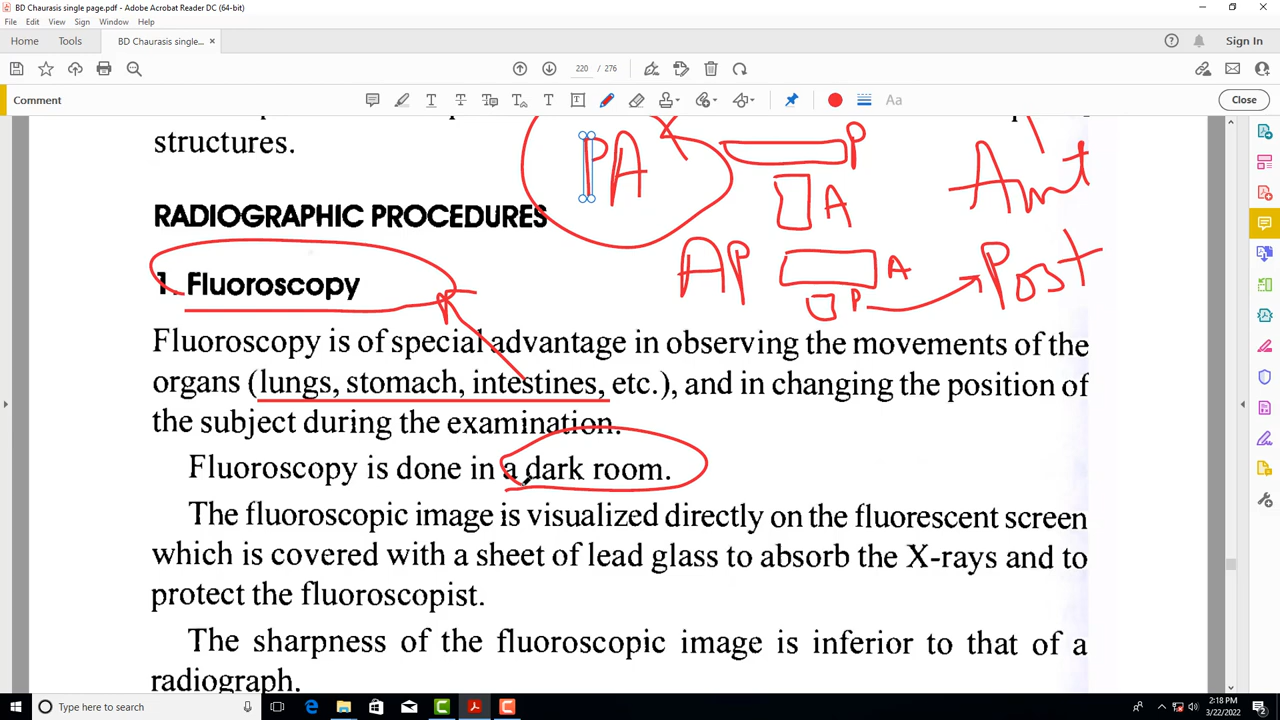 BD Chaurasis single page.pdf - Adobe Acrobat Reader DC (64-bit)
File Edit View Sign Window Help
Home Tools BD Chaurasis single... × Sign In
220 / 276
Comment Aa Close
structures.
PA P
A Ant
RADIOGRAPHIC PROCEDURES
AP A
P Post
1. Fluoroscopy
Fluoroscopy is of special advantage in observing the movements of the
organs (lungs, stomach, intestines, etc.), and in changing the position of
the subject during the examination.
Fluoroscopy is done in a dark room.
The fluoroscopic image is visualized directly on the fluorescent screen
which is covered with a sheet of lead glass to absorb the X-rays and to
protect the fluoroscopist.
The sharpness of the fluoroscopic image is inferior to that of a
radiograph.
Type here to search
2:18 PM
3/22/2022
2